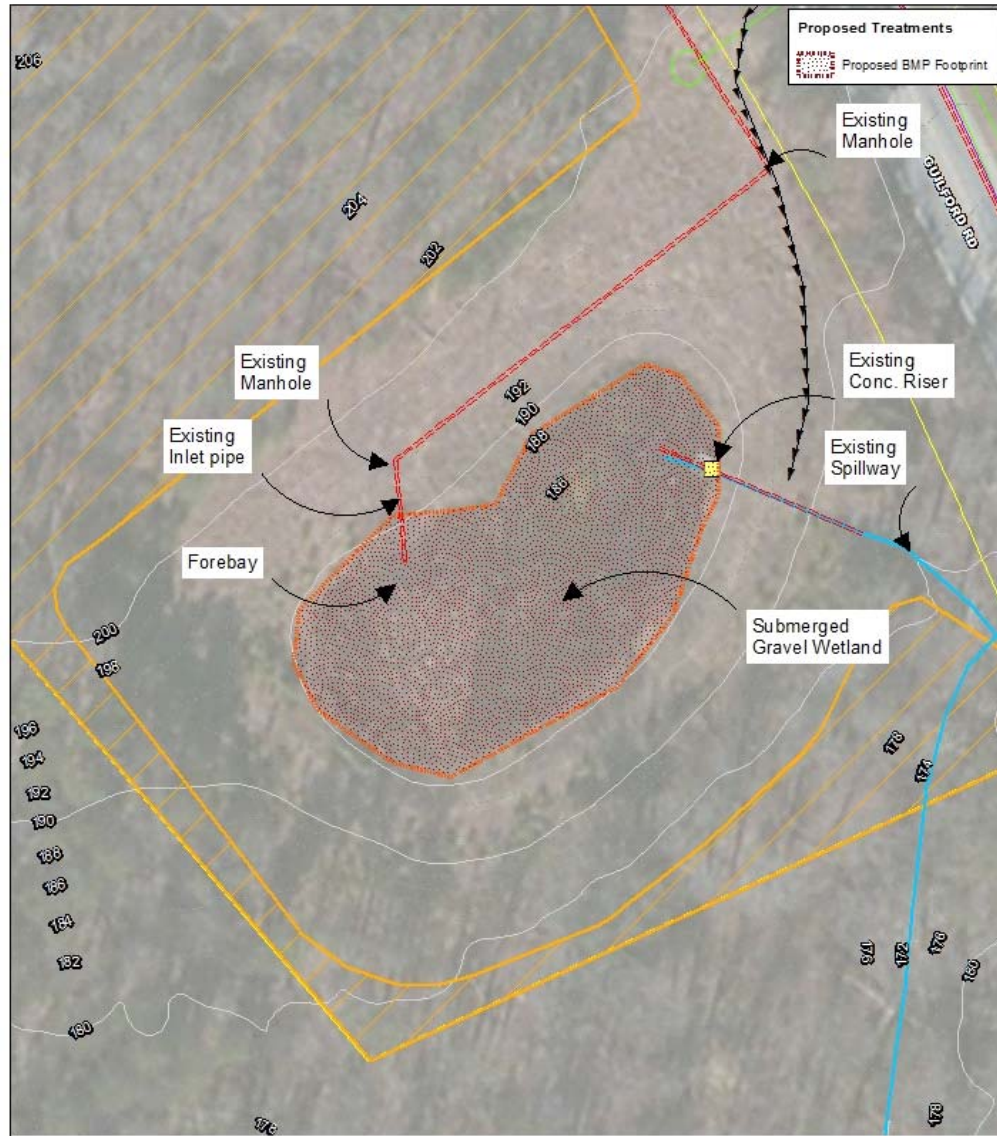 Proposed Treatments
Proposed BMP Footprint
206
Existing
Manhole
GUILFORD RD
204
202
Existing
Manhole
Existing
Conc. Riser
192
190
Existing
Inlet pipe
188
Existing
Spillway
186
Forebay
200
198
Submerged
Gravel Wetland
196
194
192
190
188
186
184
182
180
178
174
176
172
176
180
178
178